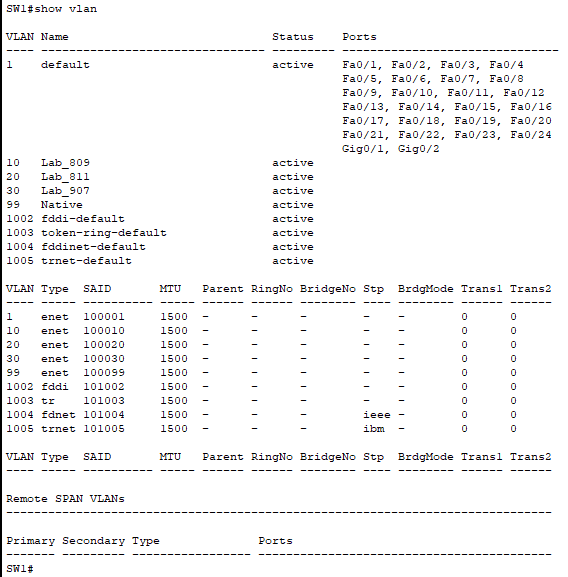 SW1#show vlan
VLAN Name                             Status    Ports
---- -------------------------------- --------- -------------------------------
1    default                          active    Fa0/1, Fa0/2, Fa0/3, Fa0/4
                                                Fa0/5, Fa0/6, Fa0/7, Fa0/8
                                                Fa0/9, Fa0/10, Fa0/11, Fa0/12
                                                Fa0/13, Fa0/14, Fa0/15, Fa0/16
                                                Fa0/17, Fa0/18, Fa0/19, Fa0/20
                                                Fa0/21, Fa0/22, Fa0/23, Fa0/24
                                                Gig0/1, Gig0/2
10   Lab_809                          active
20   Lab_811                          active
30   Lab_907                          active
99   Native                           active
1002 fddi-default                     active
1003 token-ring-default               active
1004 fddinet-default                  active
1005 trnet-default                    active
VLAN Type  SAID       MTU   Parent RingNo BridgeNo Stp  BrdgMode Trans1 Trans2
---- ----- ---------- ----- ------ ------ -------- ---- -------- ------ ------
1    enet  100001     1500  -      -      -        -    -        0      0
10   enet  100010     1500  -      -      -        -    -        0      0
20   enet  100020     1500  -      -      -        -    -        0      0
30   enet  100030     1500  -      -      -        -    -        0      0
99   enet  100099     1500  -      -      -        -    -        0      0
1002 fddi  101002     1500  -      -      -        -    -        0      0
1003 tr    101003     1500  -      -      -        -    -        0      0
1004 fdnet 101004     1500  -      -      -        ieee -        0      0
1005 trnet 101005     1500  -      -      -        ibm  -        0      0
VLAN Type  SAID       MTU   Parent RingNo BridgeNo Stp  BrdgMode Trans1 Trans2
---- ----- ---------- ----- ------ ------ -------- ---- -------- ------ ------
Remote SPAN VLANs
------------------------------------------------------------------------------
Primary Secondary Type              Ports
------- --------- ----------------- ------------------------------------------
SW1#